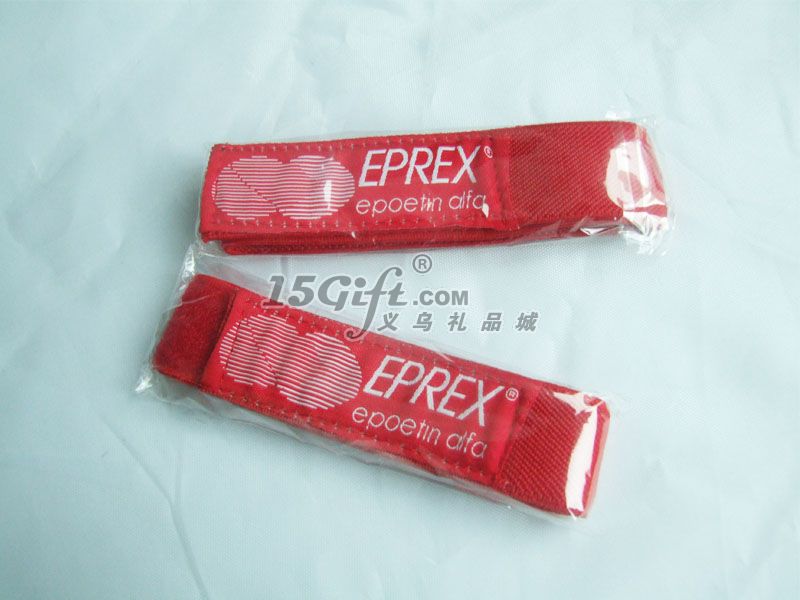 EPREX®
epoetin alfa
15Gift®.COM
义乌礼品城
EPREX®
epoetin alfa